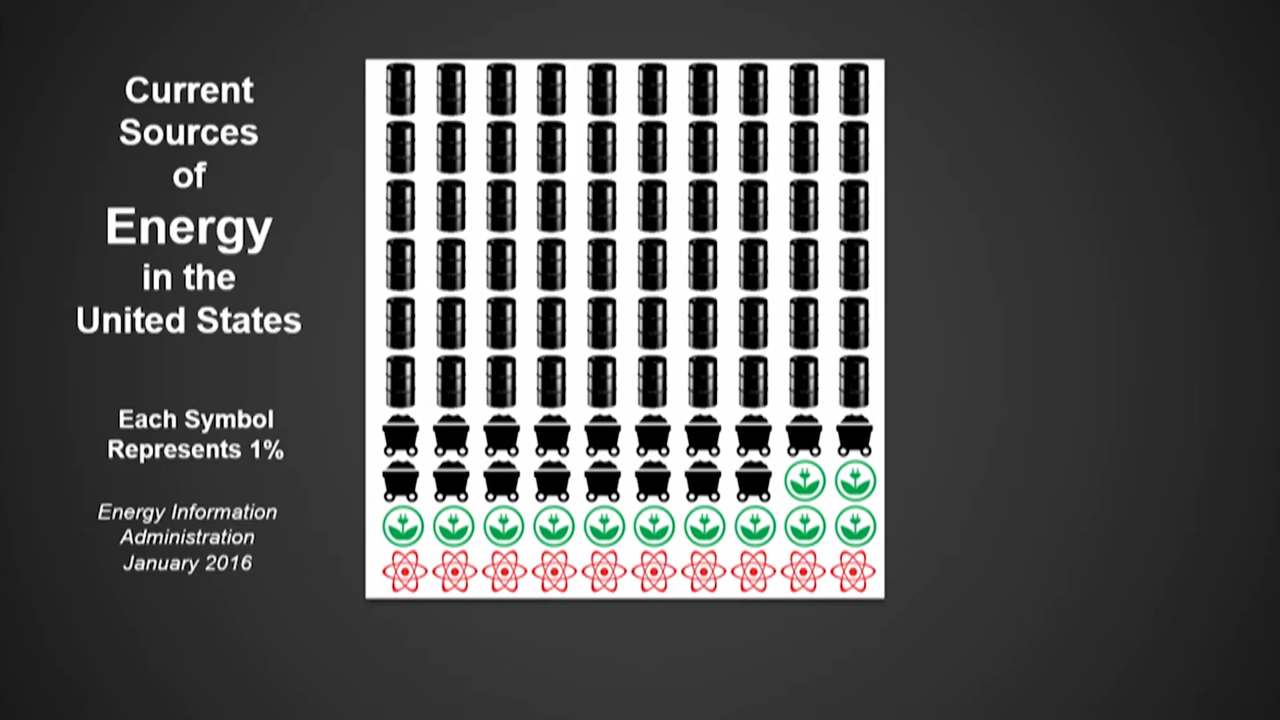 Current
Sources
of
Energy
in the
United States
Each Symbol
Represents 1%
Energy Information
Administration
January 2016